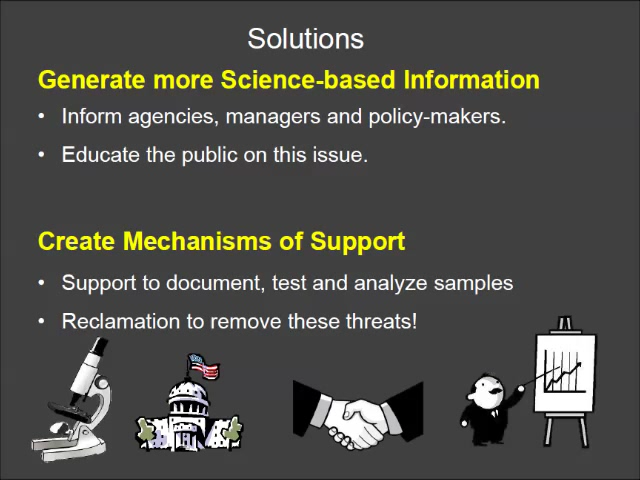 Solutions
Generate more Science-based Information
• Inform agencies, managers and policy-makers.
• Educate the public on this issue.
Create Mechanisms of Support
• Support to document, test and analyze samples
• Reclamation to remove these threats!